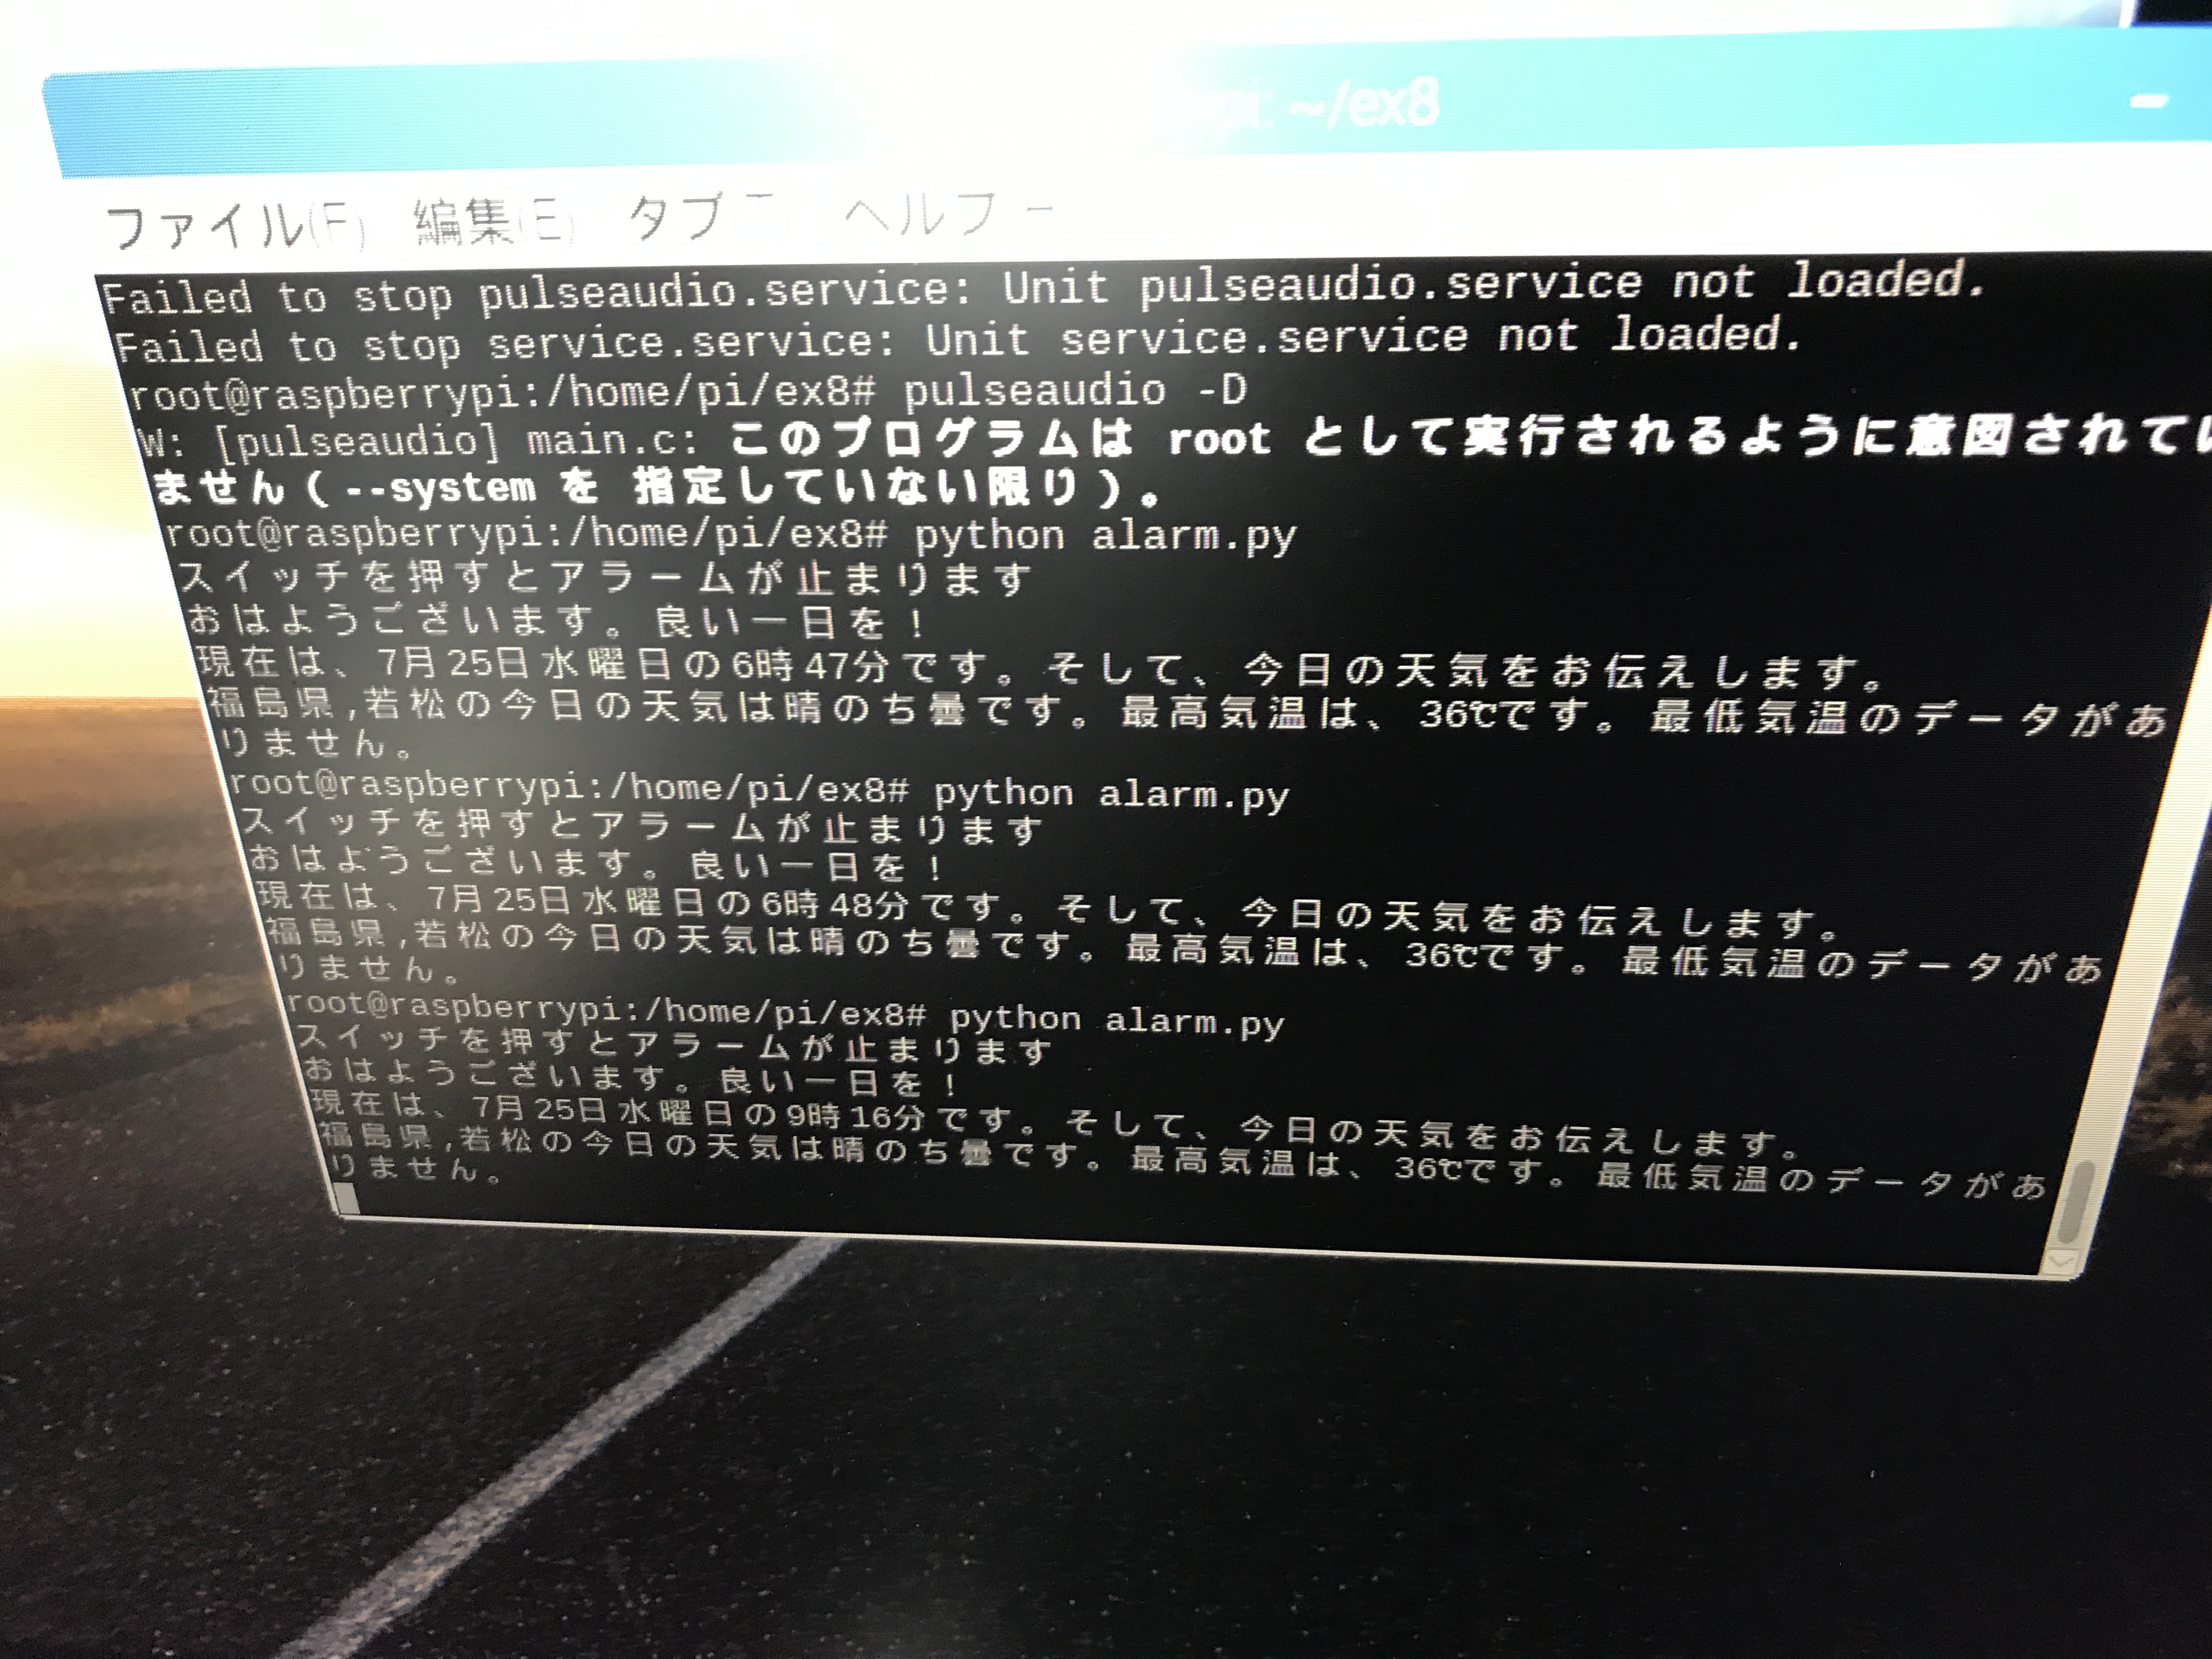 pi: ~/ex8
ファイル(F) 編集(E) タブ(T)
Failed to stop pulseaudio.service: Unit pulseaudio.service not loaded.
Failed to stop service.service: Unit service.service not loaded.
root@raspberrypi:/home/pi/ex8# pulseaudio -D
W: [pulseaudio] main.c: このプログラムは root として実行されるように意図されてい
ません(--system を 指定していない限り)。
root@raspberrypi:/home/pi/ex8# python alarm.py
スイッチを押すとアラームが止まります
おはようございます。良い一日を！
現在は、7月25日水曜日の6時47分です。そして、今日の天気をお伝えします。
福島県,若松の今日の天気は晴のち曇です。最高気温は、36℃です。最低気温のデータがあ
りません。
root@raspberrypi:/home/pi/ex8# python alarm.py
スイッチを押すとアラームが止まります
おはようございます。良い一日を！
現在は、7月25日水曜日の6時48分です。そして、今日の天気をお伝えします。
福島県,若松の今日の天気は晴のち曇です。最高気温は、36℃です。最低気温のデータがあ
りません。
root@raspberrypi:/home/pi/ex8# python alarm.py
スイッチを押すとアラームが止まります
おはようございます。良い一日を！
現在は、7月25日水曜日の9時16分です。そして、今日の天気をお伝えします。
福島県,若松の今日の天気は晴のち曇です。最高気温は、36℃です。最低気温のデータがあ
りません。